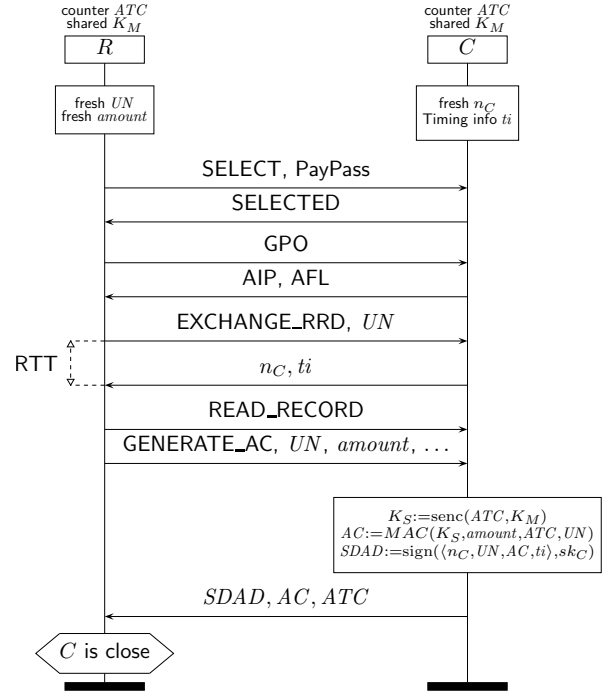 counter ATC
shared K_M
R
counter ATC
shared K_M
C
fresh UN
fresh amount
fresh n_C
Timing info ti
SELECT, PayPass
SELECTED
GPO
AIP, AFL
EXCHANGE_RRD, UN
RTT
n_C, ti
READ_RECORD
GENERATE_AC, UN, amount, ...
K_S:=senc(ATC,K_M)
AC:=MAC(K_S,amount,ATC,UN)
SDAD:=sign(⟨n_C,UN,AC,ti⟩,sk_C)
SDAD, AC, ATC
C is close